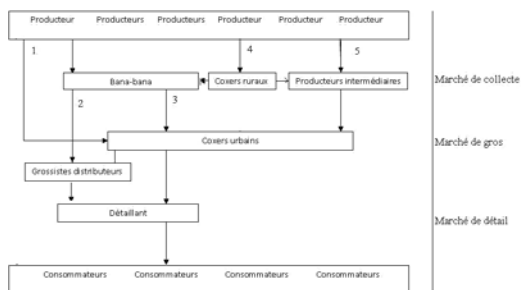 Producteur Producteur Producteurs Producteur Producteur Producteur
1 4 5
Bana-bana Coxers ruraux Producteurs intermédiaires Marché de collecte
2 3
Coxers urbains Marché de gros
Grossistes distributeurs
Détaillant Marché de détail
Consommateurs Consommateurs Consommateurs Consommateurs